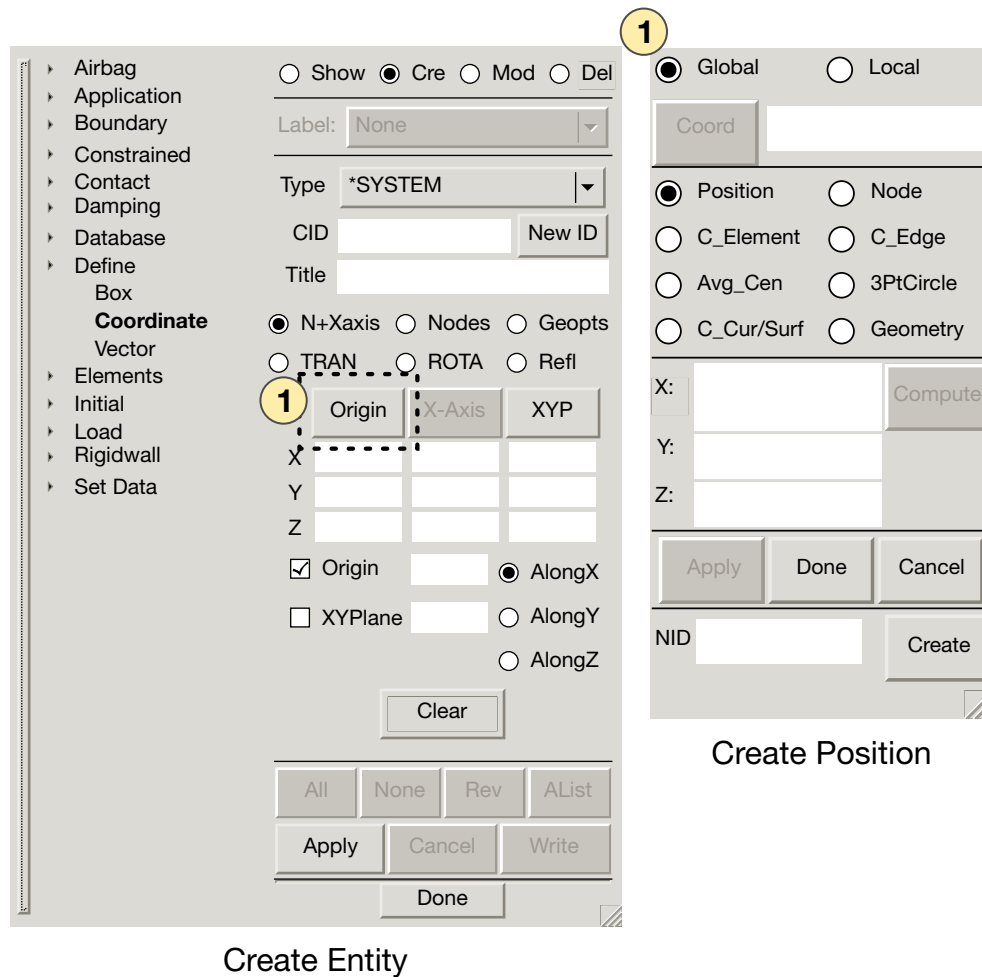 1
Airbag
Application
Boundary
Constrained
Contact
Damping
Database
Define
Box
Coordinate
Vector
Elements
Initial
Load
Rigidwall
Set Data
Show Cre Mod Del
Label: None
Type *SYSTEM
CID New ID
Title
N+Xaxis Nodes Geopts
TRAN ROTA Refl
1 Origin X-Axis XYP
X
Y
Z
Origin AlongX
XYPlane AlongY
AlongZ
Clear
All None Rev AList
Apply Cancel Write
Done
Create Entity
Global Local
Coord
Position Node
C_Element C_Edge
Avg_Cen 3PtCircle
C_Cur/Surf Geometry
X: Compute
Y:
Z:
Apply Done Cancel
NID Create
Create Position